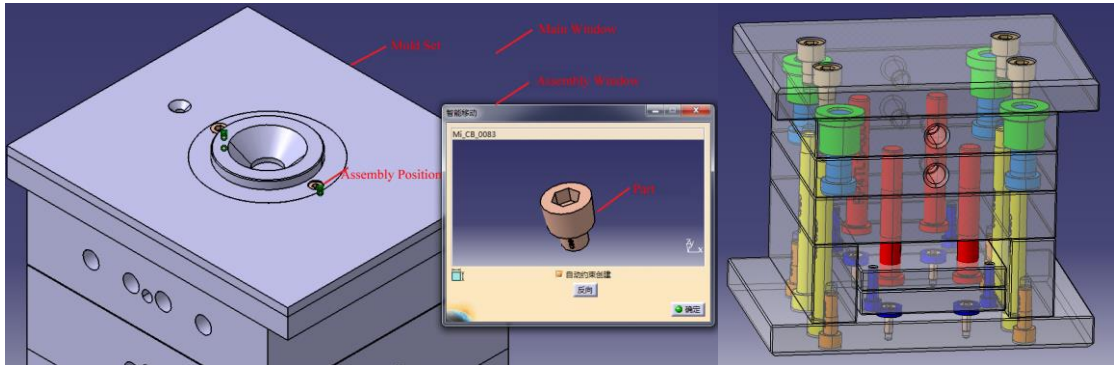 Mold Set
Main Window
Assembly Window
智能移动
Mi_CB_0083
Assembly Position
Part
自动约束创建
反向
确定